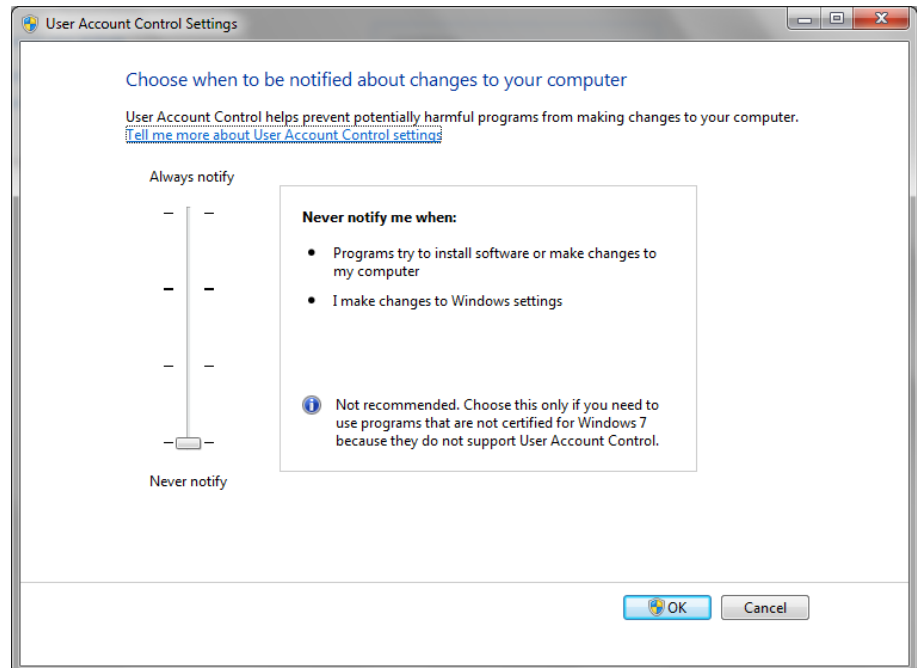 User Account Control Settings
Choose when to be notified about changes to your computer
User Account Control helps prevent potentially harmful programs from making changes to your computer.
Tell me more about User Account Control settings
Always notify
Never notify me when:
• Programs try to install software or make changes to
my computer
• I make changes to Windows settings
Not recommended. Choose this only if you need to
use programs that are not certified for Windows 7
because they do not support User Account Control.
Never notify
OK
Cancel